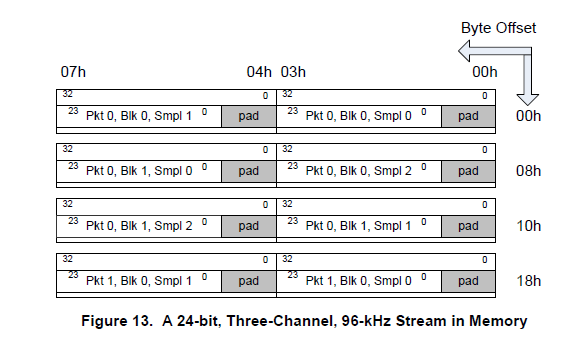 Byte Offset
07h 04h 03h 00h
32 0 32 0
23 Pkt 0, Blk 0, Smpl 1 0 pad 23 Pkt 0, Blk 0, Smpl 0 0 pad 00h
32 0 32 0
23 Pkt 0, Blk 1, Smpl 0 0 pad 23 Pkt 0, Blk 0, Smpl 2 0 pad 08h
32 0 32 0
23 Pkt 0, Blk 1, Smpl 2 0 pad 23 Pkt 0, Blk 1, Smpl 1 0 pad 10h
32 0 32 0
23 Pkt 1, Blk 0, Smpl 1 0 pad 23 Pkt 1, Blk 0, Smpl 0 0 pad 18h
Figure 13. A 24-bit, Three-Channel, 96-kHz Stream in Memory